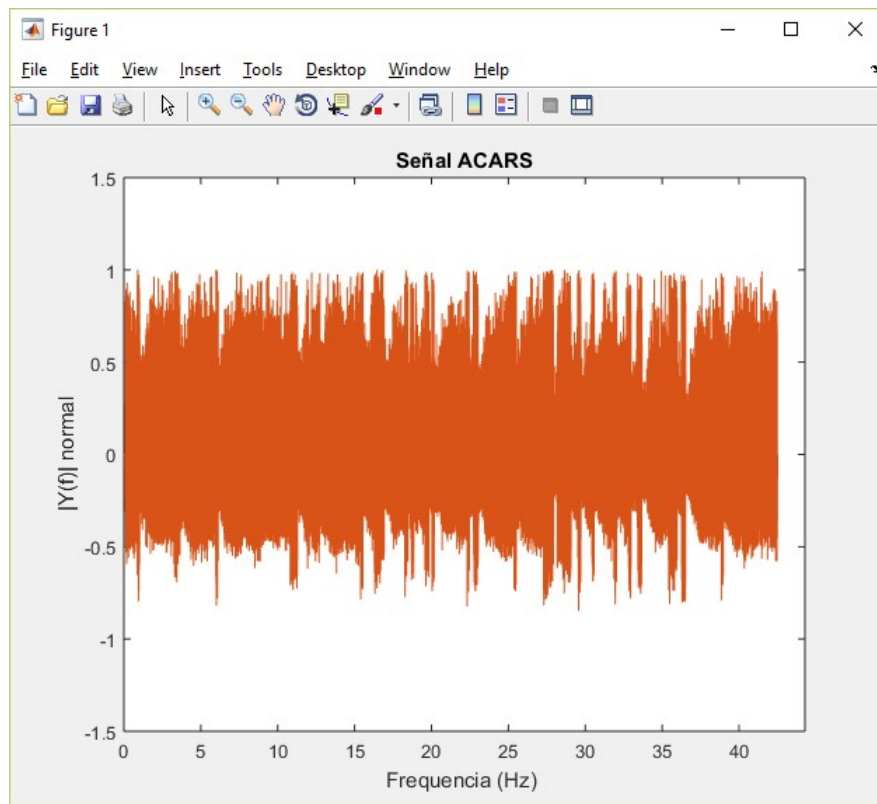 Figure 1
File Edit View Insert Tools Desktop Window Help
Señal ACARS
1.5
1
0.5
0
-0.5
-1
-1.5
|Y(f)| normal
0 5 10 15 20 25 30 35 40
Frequencia (Hz)